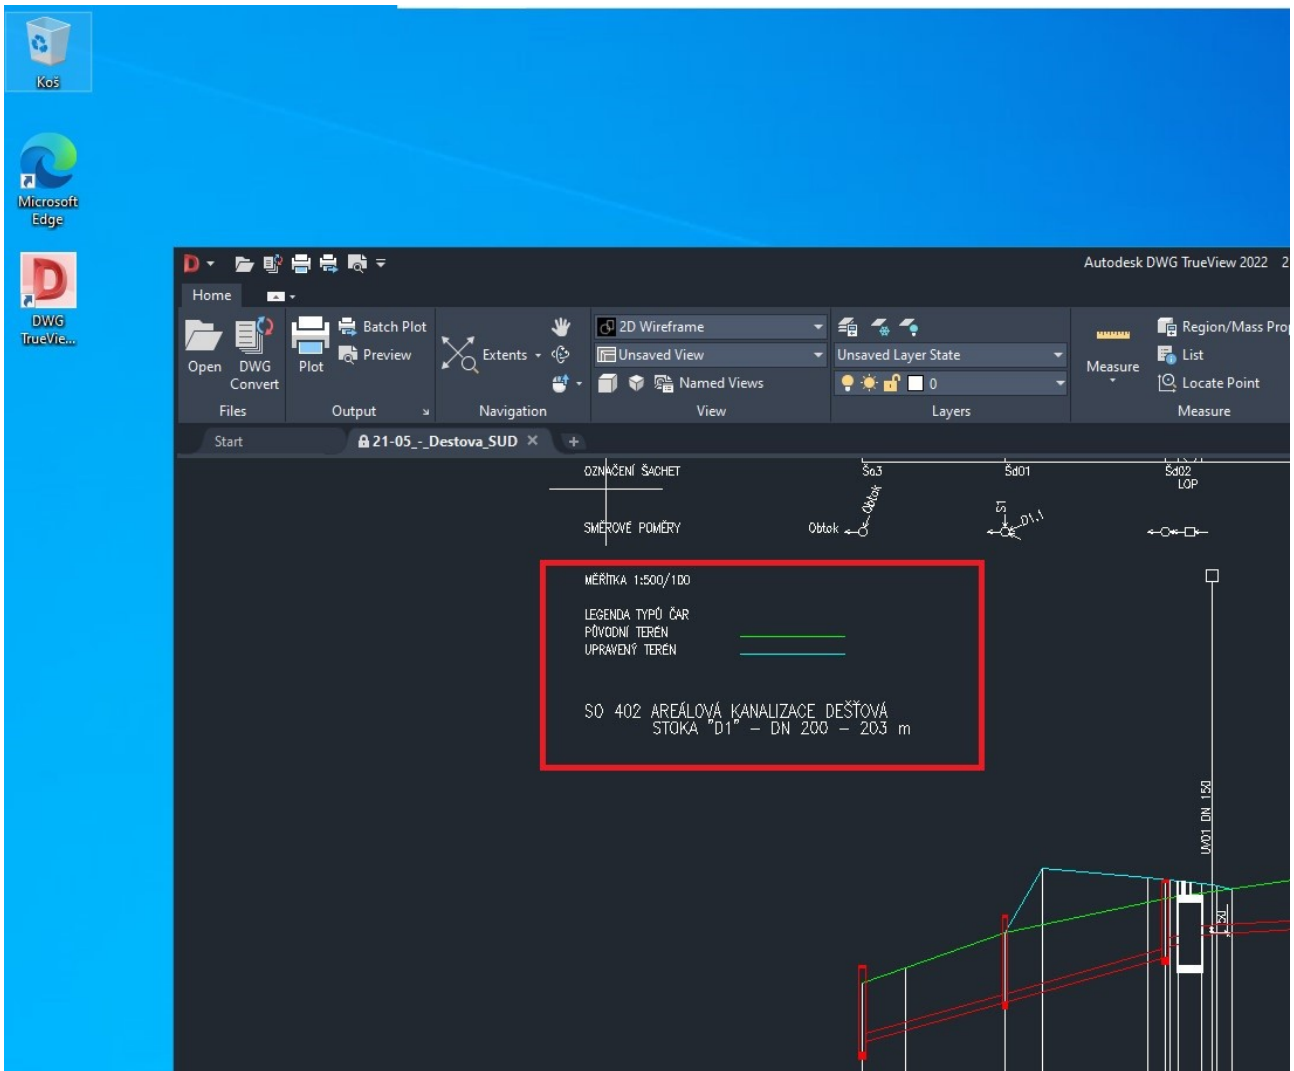 Koš
Microsoft
Edge
DWG
TrueVie...
Autodesk DWG TrueView 2022 2
Home
Open
DWG
Convert
Files
Plot
Batch Plot
Preview
Output
Extents
Navigation
2D Wireframe
Unsaved View
Named Views
View
Unsaved Layer State
0
Layers
Measure
Region/Mass Prop
List
Locate Point
Measure
Start
21-05_-_Destova_SUD
OZNAČENÍ ŠACHET
Ša3
Šd01
Šd02
LOP
SMĚROVÉ POMĚRY
Obtok
Obtok
S1
D1.1
MĚŘÍTKA 1:500/100
LEGENDA TYPŮ ČAR
PŮVODNÍ TERÉN
UPRAVENÝ TERÉN
SO 402 AREÁLOVÁ KANALIZACE DEŠŤOVÁ
STOKA "D1" – DN 200 – 203 m
UV01 DN 150